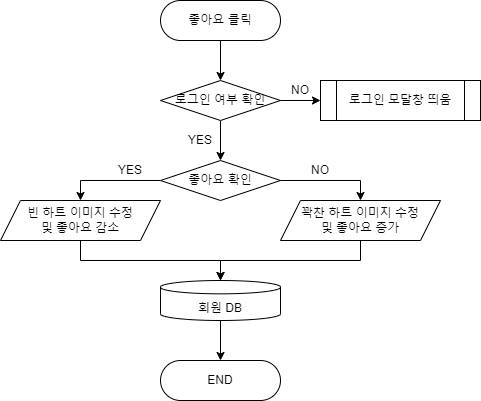 좋아요 클릭
로그인 여부 확인
NO
로그인 모달창 띄움
YES
YES
좋아요 확인
NO
빈 하트 이미지 수정
및 좋아요 감소
꽉찬 하트 이미지 수정
및 좋아요 증가
회원 DB
END